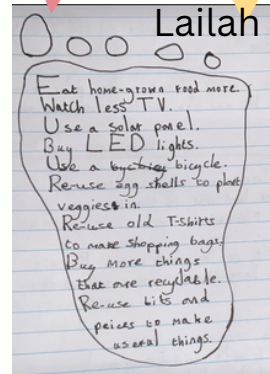 Lailah
Eat home-grown food more.
Watch less TV.
Use a solar panel.
Buy LED lights.
Use a bicycle.
Re-use egg shells to plant
veggies in.
Re-use old T-shirts
to make shopping bags.
Buy more things
that are recyclable.
Re-use bits and
peices to make
useful things.